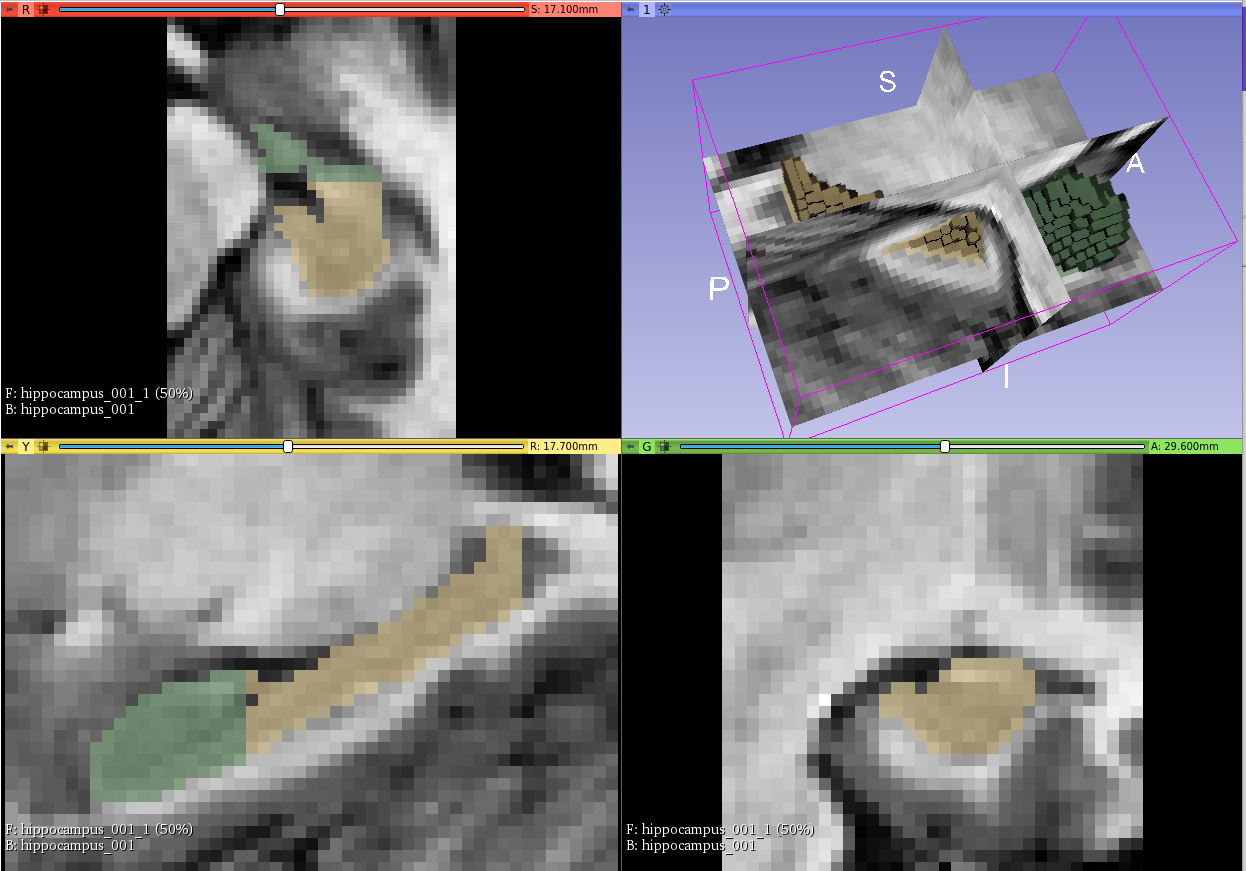 R
S: 17.100mm
1
F: hippocampus_001_1 (50%)
B: hippocampus_001
S
A
P
I
Y
R: 17.700mm
G
A: 29.600mm
F: hippocampus_001_1 (50%)
B: hippocampus_001
F: hippocampus_001_1 (50%)
B: hippocampus_001